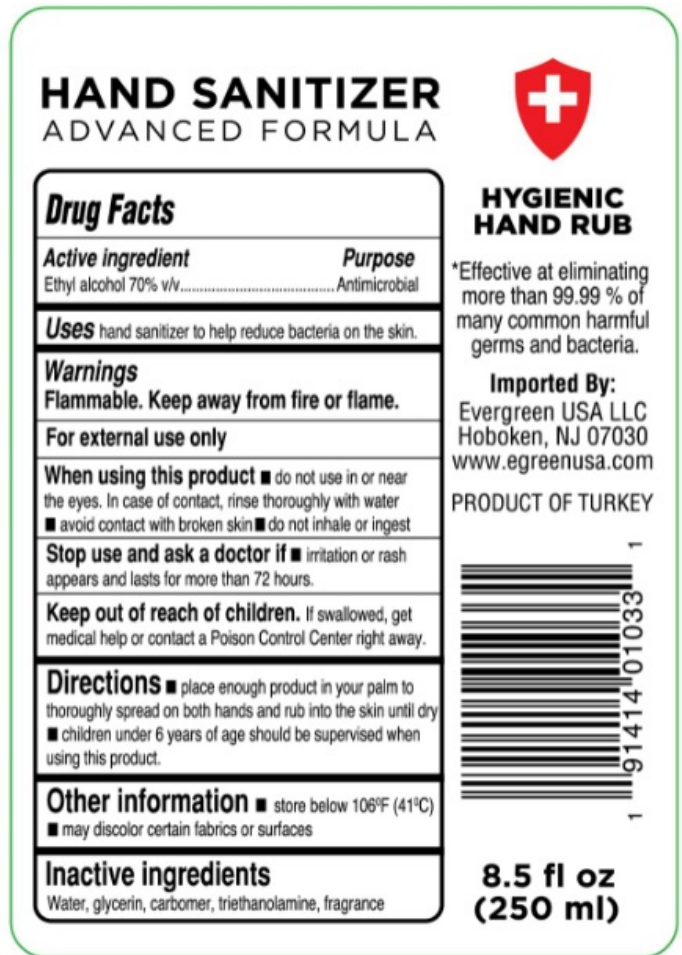 HAND SANITIZER
ADVANCED FORMULA
Drug Facts
Active ingredient Purpose
Ethyl alcohol 70% v/v....................................Antimicrobial
Uses hand sanitizer to help reduce bacteria on the skin.
Warnings
Flammable. Keep away from fire or flame.
For external use only
When using this product ■ do not use in or near
the eyes. In case of contact, rinse thoroughly with water
■ avoid contact with broken skin ■ do not inhale or ingest
Stop use and ask a doctor if ■ irritation or rash
appears and lasts for more than 72 hours.
Keep out of reach of children. If swallowed, get
medical help or contact a Poison Control Center right away.
Directions ■ place enough product in your palm to
thoroughly spread on both hands and rub into the skin until dry
■ children under 6 years of age should be supervised when
using this product.
Other information ■ store below 106ºF (41ºC)
■ may discolor certain fabrics or surfaces
Inactive ingredients
Water, glycerin, carbomer, triethanolamine, fragrance
HYGIENIC
HAND RUB
*Effective at eliminating
more than 99.99 % of
many common harmful
germs and bacteria.
Imported By:
Evergreen USA LLC
Hoboken, NJ 07030
www.egreenusa.com
PRODUCT OF TURKEY
1 91414 01033 1
8.5 fl oz
(250 ml)